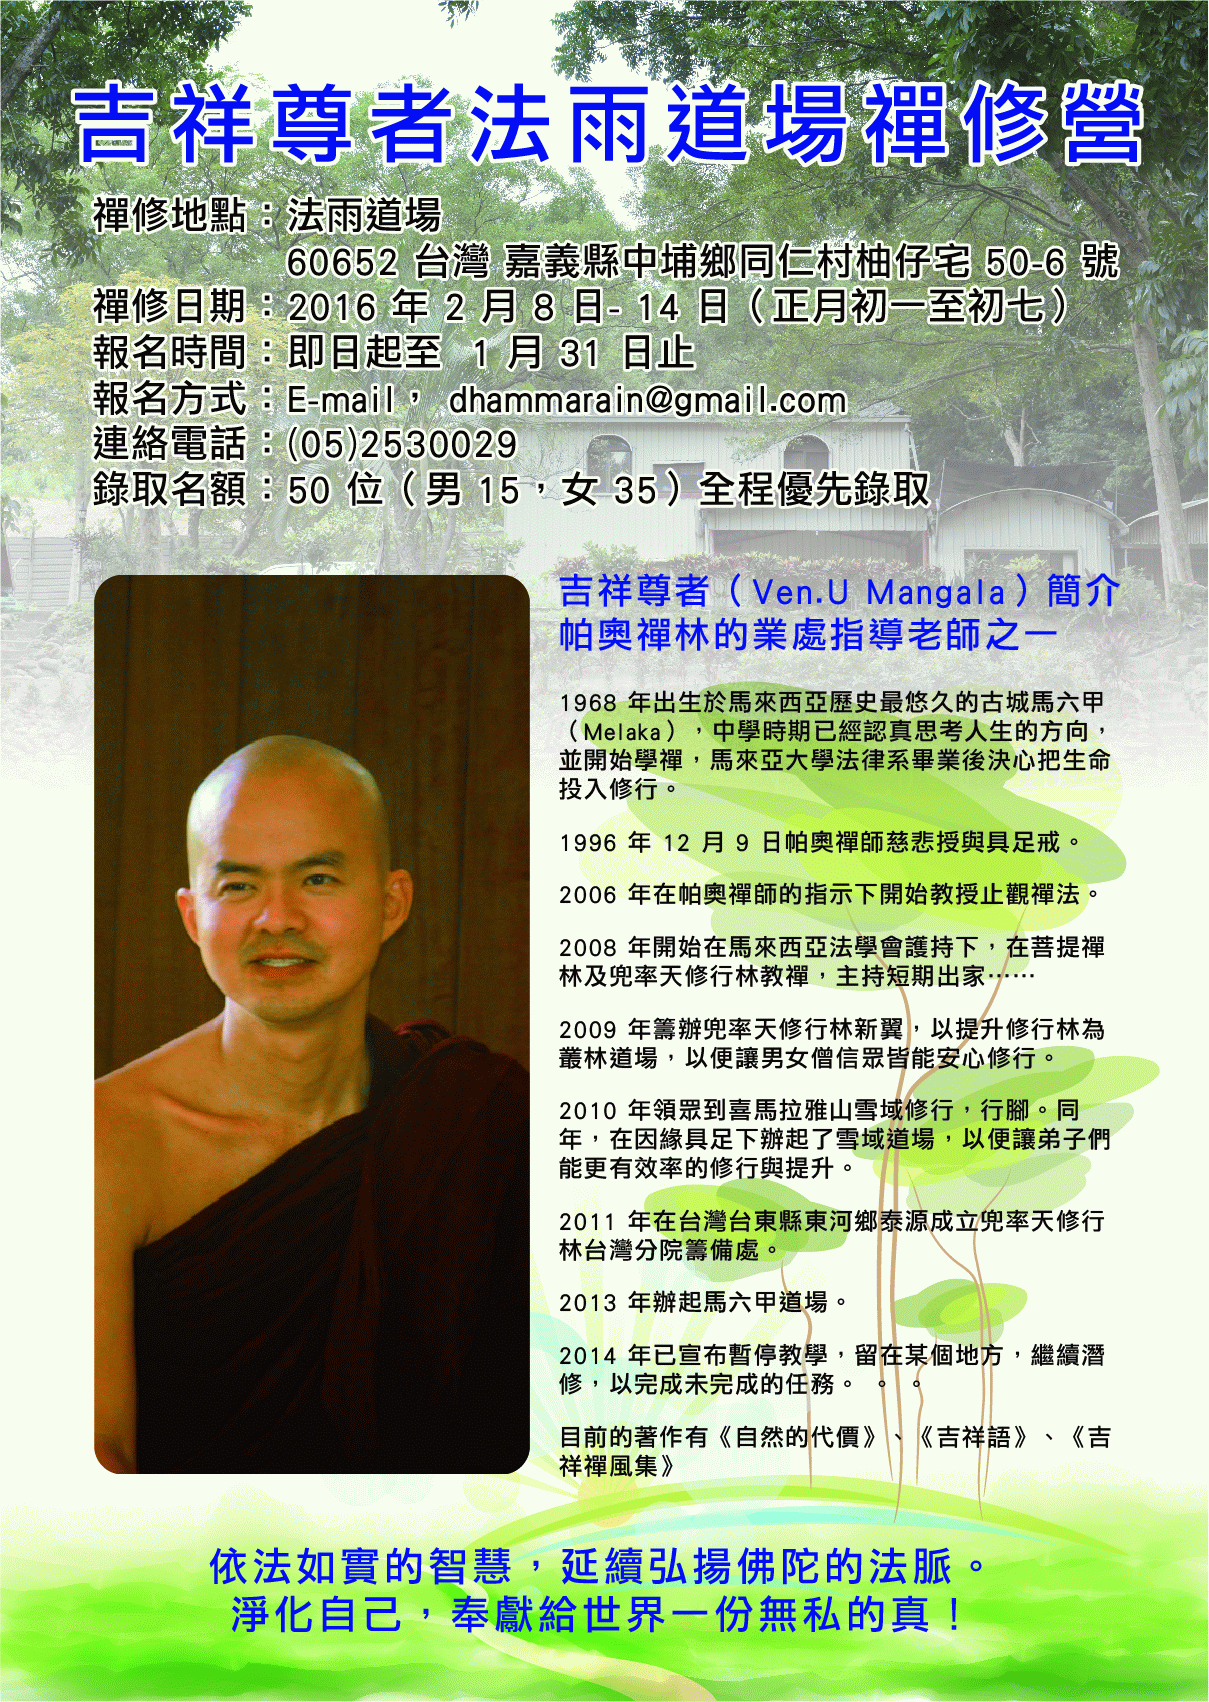 吉祥尊者法雨道場禪修營
禪修地點：法雨道場
60652 台灣 嘉義縣中埔鄉同仁村柚仔宅 50-6 號
禪修日期：2016 年 2 月 8 日- 14 日（正月初一至初七）
報名時間：即日起至 1 月 31 日止
報名方式：E-mail， dhammarain@gmail.com
連絡電話：(05)2530029
錄取名額：50 位（男 15，女 35）全程優先錄取
吉祥尊者（Ven.U Mangala）簡介
帕奧禪林的業處指導老師之一
1968 年出生於馬來西亞歷史最悠久的古城馬六甲
（Melaka），中學時期已經認真思考人生的方向，
並開始學禪，馬來亞大學法律系畢業後決心把生命
投入修行。
1996 年 12 月 9 日帕奧禪師慈悲授與具足戒。
2006 年在帕奧禪師的指示下開始教授止觀禪法。
2008 年開始在馬來西亞法學會護持下，在菩提禪
林及兜率天修行林教禪，主持短期出家……
2009 年籌辦兜率天修行林新翼，以提升修行林為
叢林道場，以便讓男女僧信眾皆能安心修行。
2010 年領眾到喜馬拉雅山雪域修行，行腳。同
年，在因緣具足下辦起了雪域道場，以便讓弟子們
能更有效率的修行與提升。
2011 年在台灣台東縣東河鄉泰源成立兜率天修行
林台灣分院籌備處。
2013 年辦起馬六甲道場。
2014 年已宣布暫停教學，留在某個地方，繼續潛
修，以完成未完成的任務。 。 。
目前的著作有《自然的代價》、《吉祥語》、《吉
祥禪風集》
依法如實的智慧，延續弘揚佛陀的法脈。
淨化自己，奉獻給世界一份無私的真！